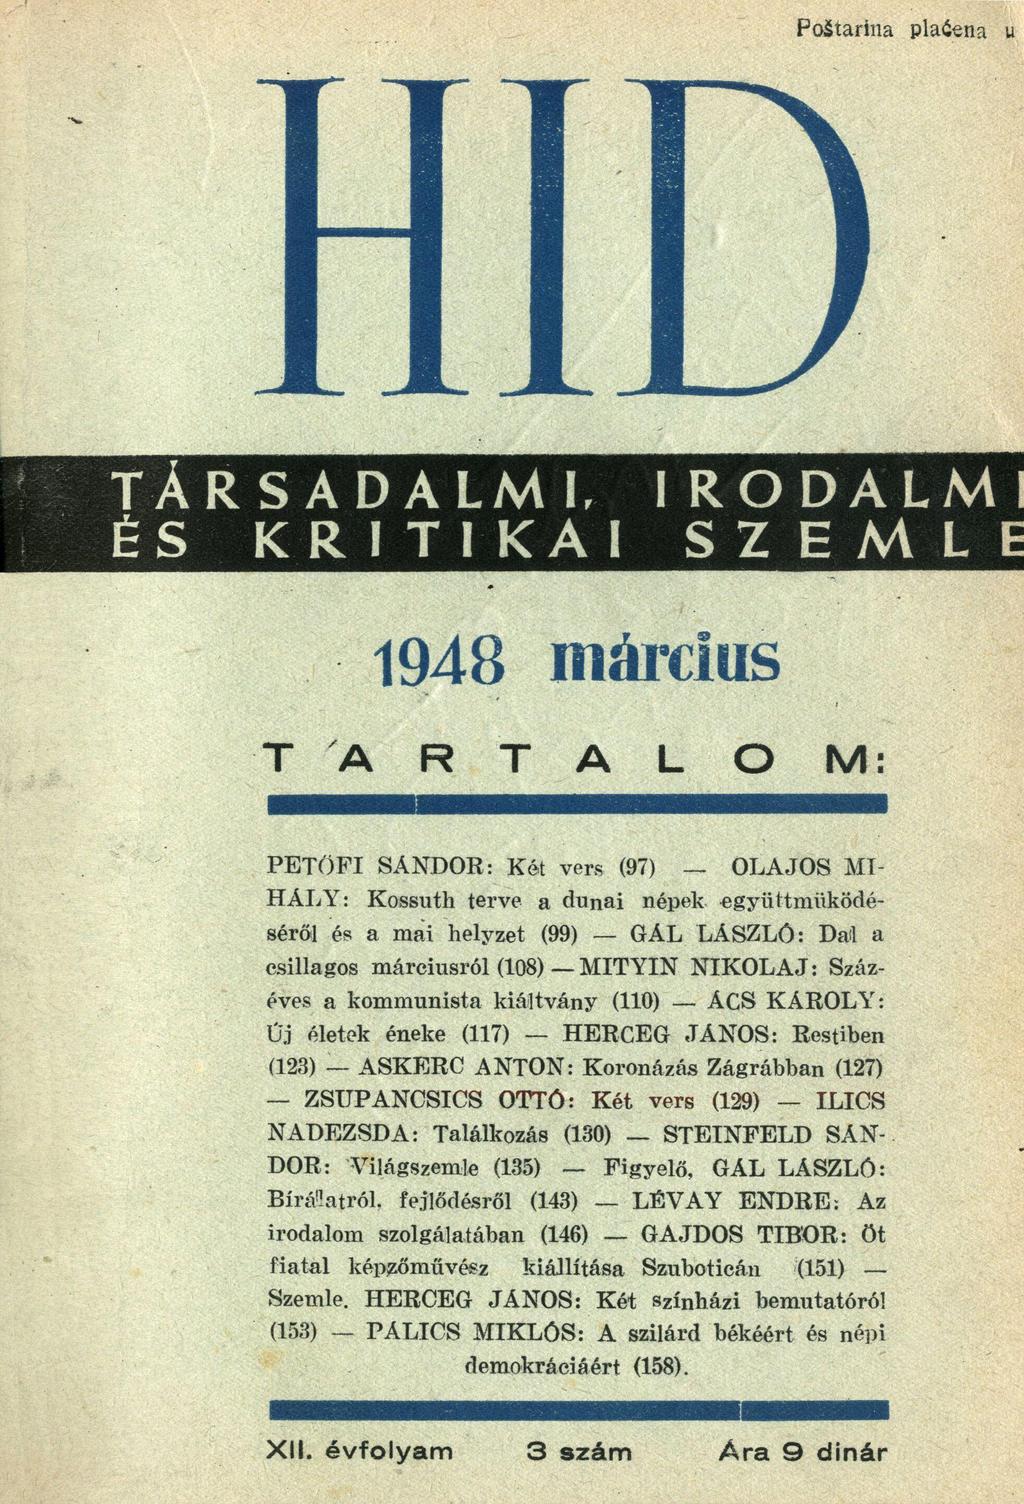 Poštarina plaćena u
HID
TÁRSADALMI, IRODALMI
ÉS KRITIKAI SZEMLE
1948 március
TARTALOM:
PETŐFI SÁNDOR: Két vers (97) — OLAJOS MI-
HÁLY: Kossuth terve a dunai népek együttmüködé-
séről és a mai helyzet (99) — GÁL LÁSZLÓ: Dal a
csillagos márciusról (108) — MITYIN NIKOLAJ: Száz-
éves a kommunista kiáltvány (110) — ÁCS KÁROLY:
Új életek éneke (117) — HERCEG JÁNOS: Restiben
(123) — ASKERC ANTON: Koronázás Zágrábban (127)
— ZSUPANCSICS OTTÓ: Két vers (129) — ILICS
NADEZSDA: Találkozás (130) — STEINFELD SÁN-
DOR: Világszemle (135) — Figyelő, GÁL LÁSZLÓ:
Bírálatról, fejlődésről (143) — LÉVAY ENDRE: Az
irodalom szolgálatában (146) — GAJDOS TIBOR: Öt
fiatal képzőművész kiállítása Szuboticán (151) —
Szemle. HERCEG JÁNOS: Két színházi bemutatóról
(153) — PÁLICS MIKLÓS: A szilárd békéért és népi
demokráciáért (158).
XII. évfolyam 3 szám Ára 9 dinár